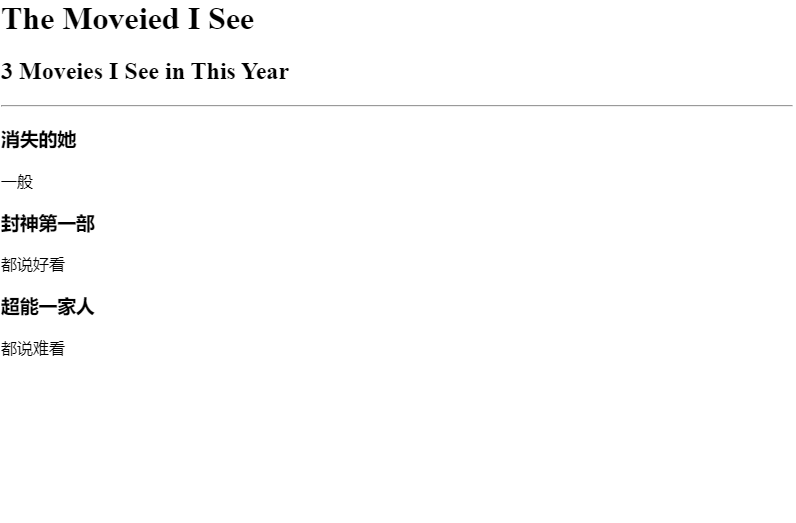 The Moveied I See
3 Moveies I See in This Year
消失的她
一般
封神第一部
都说好看
超能一家人
都说难看